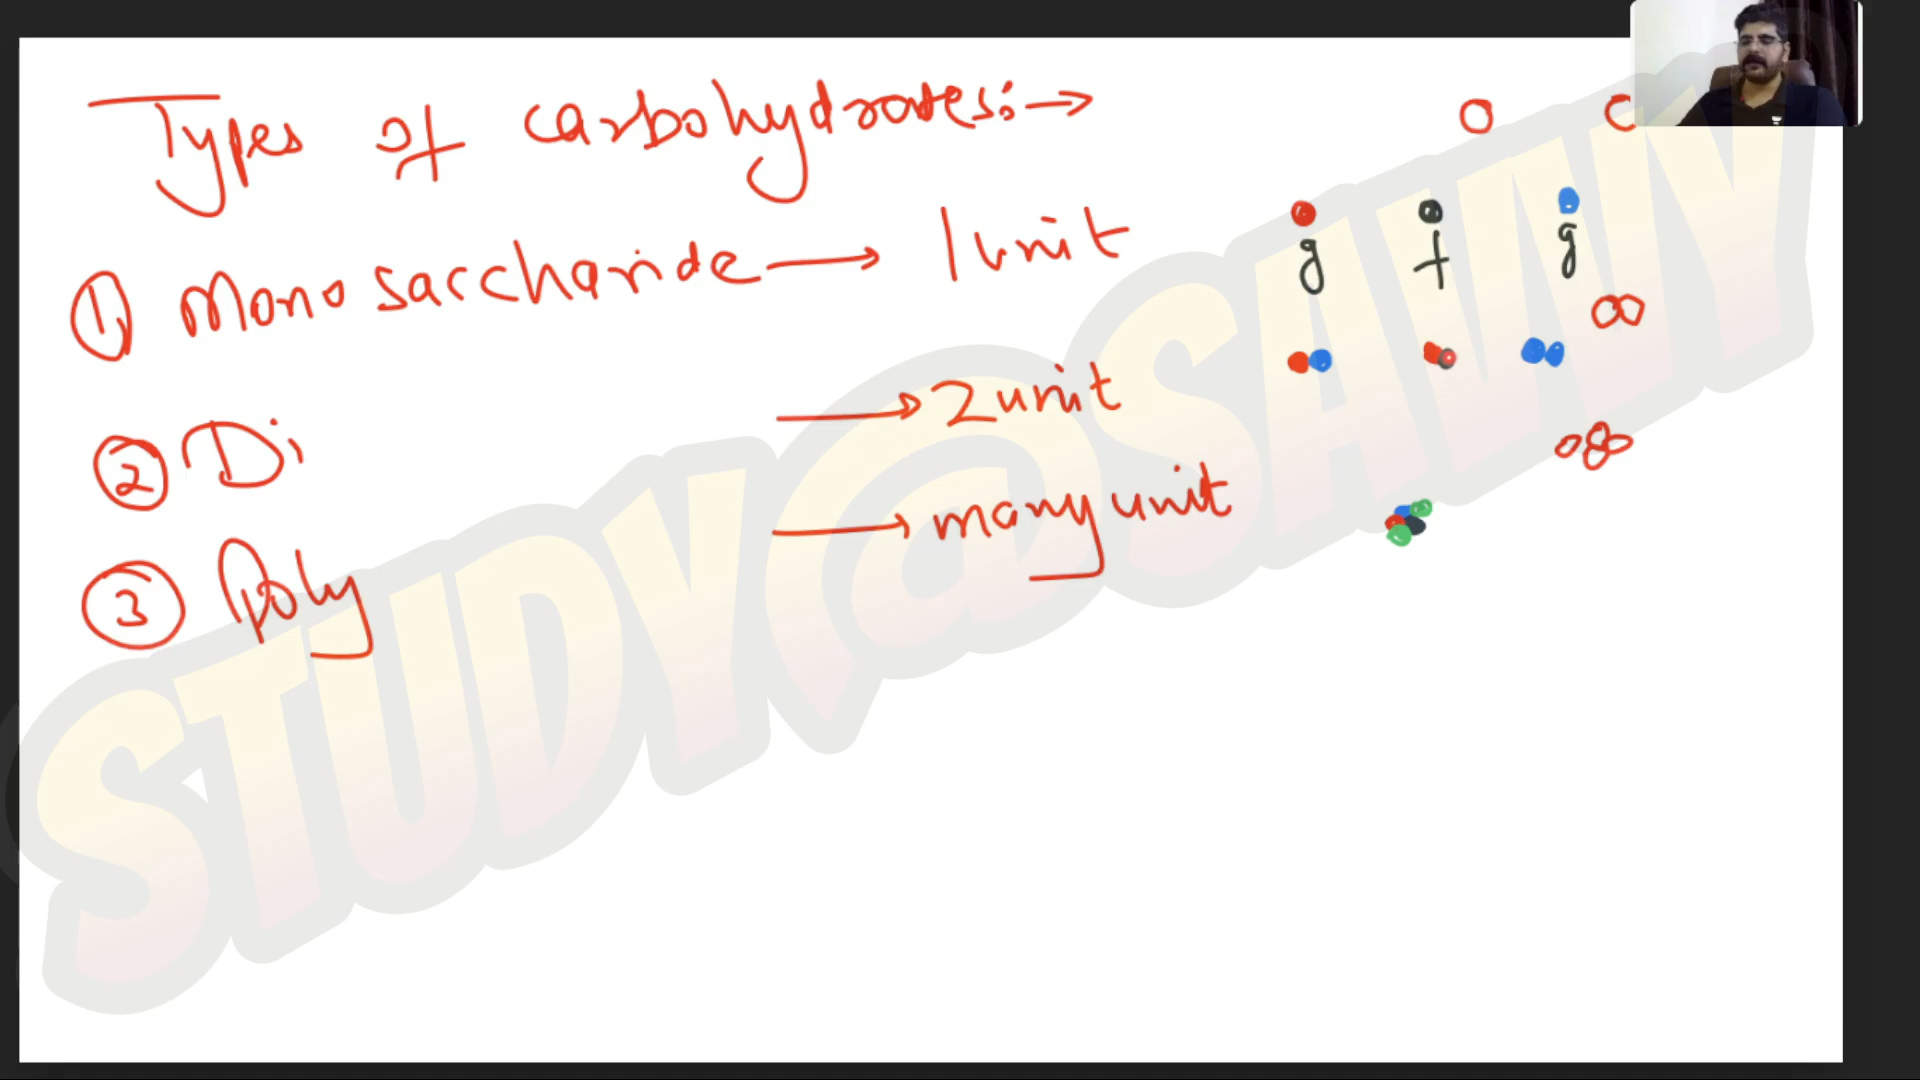 Types of carbohydrates:→
① Monosaccharide → 1 unit
g f g
② Di → 2 unit
③ Poly → many unit
STUDY@SAVVY